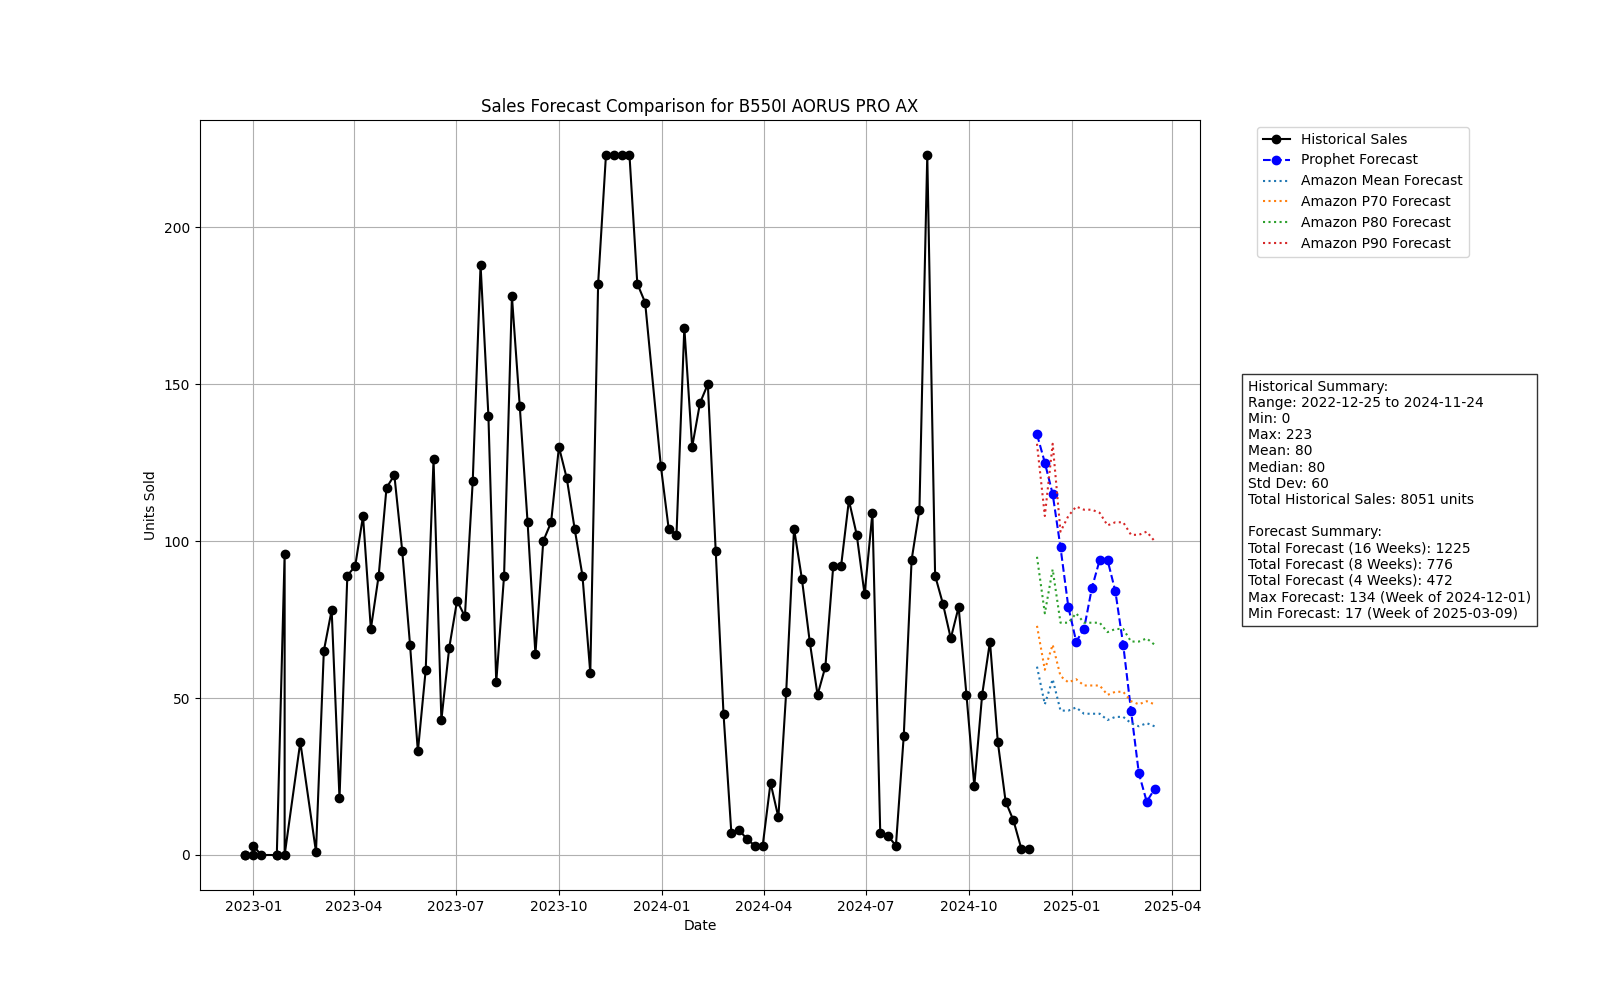 Sales Forecast Comparison for B550I AORUS PRO AX
Units Sold
200
150
100
50
0
2023-01
2023-04
2023-07
2023-10
2024-01
2024-04
2024-07
2024-10
2025-01
2025-04
Date
Historical Sales
Prophet Forecast
Amazon Mean Forecast
Amazon P70 Forecast
Amazon P80 Forecast
Amazon P90 Forecast
Historical Summary:
Range: 2022-12-25 to 2024-11-24
Min: 0
Max: 223
Mean: 80
Median: 80
Std Dev: 60
Total Historical Sales: 8051 units
Forecast Summary:
Total Forecast (16 Weeks): 1225
Total Forecast (8 Weeks): 776
Total Forecast (4 Weeks): 472
Max Forecast: 134 (Week of 2024-12-01)
Min Forecast: 17 (Week of 2025-03-09)